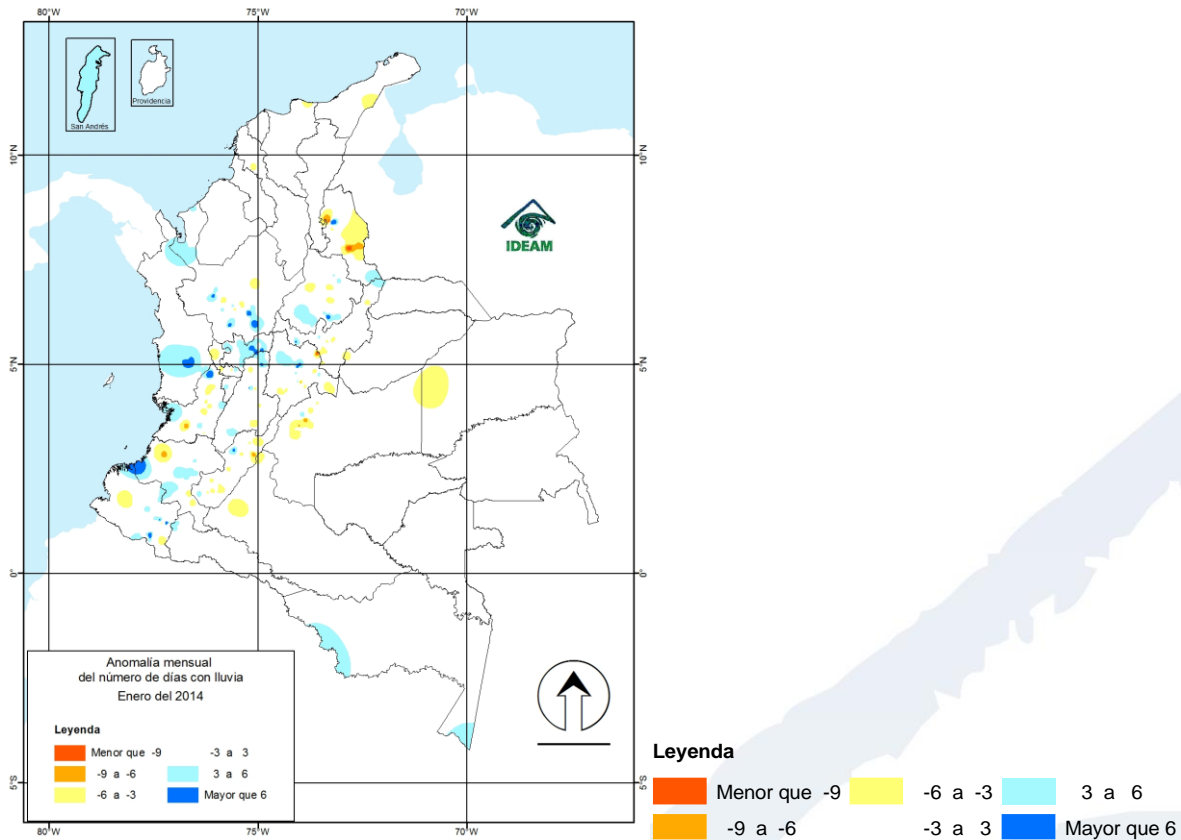 80°W 75°W 70°W
San Andrés
Providencia
10°N 10°N
IDEAM
5°N 5°N
0° 0°
Anomalía mensual
del número de días con lluvia
Enero del 2014
Leyenda
Menor que -9 -3 a 3
-9 a -6 3 a 6
-6 a -3 Mayor que 6
5°S 5°S
80°W 75°W 70°W
Leyenda
Menor que -9 -6 a -3 3 a 6
-9 a -6 -3 a 3 Mayor que 6